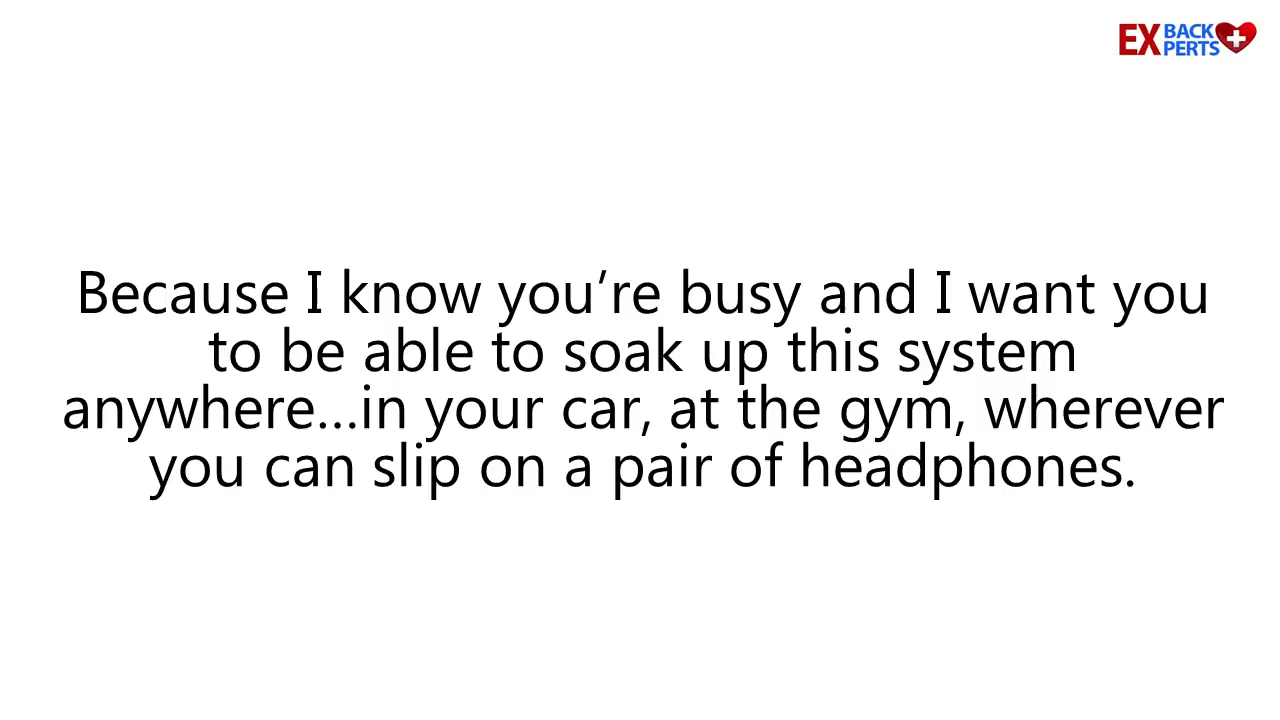 EX BACK
PERTS
Because I know you’re busy and I want you
to be able to soak up this system
anywhere...in your car, at the gym, wherever
you can slip on a pair of headphones.